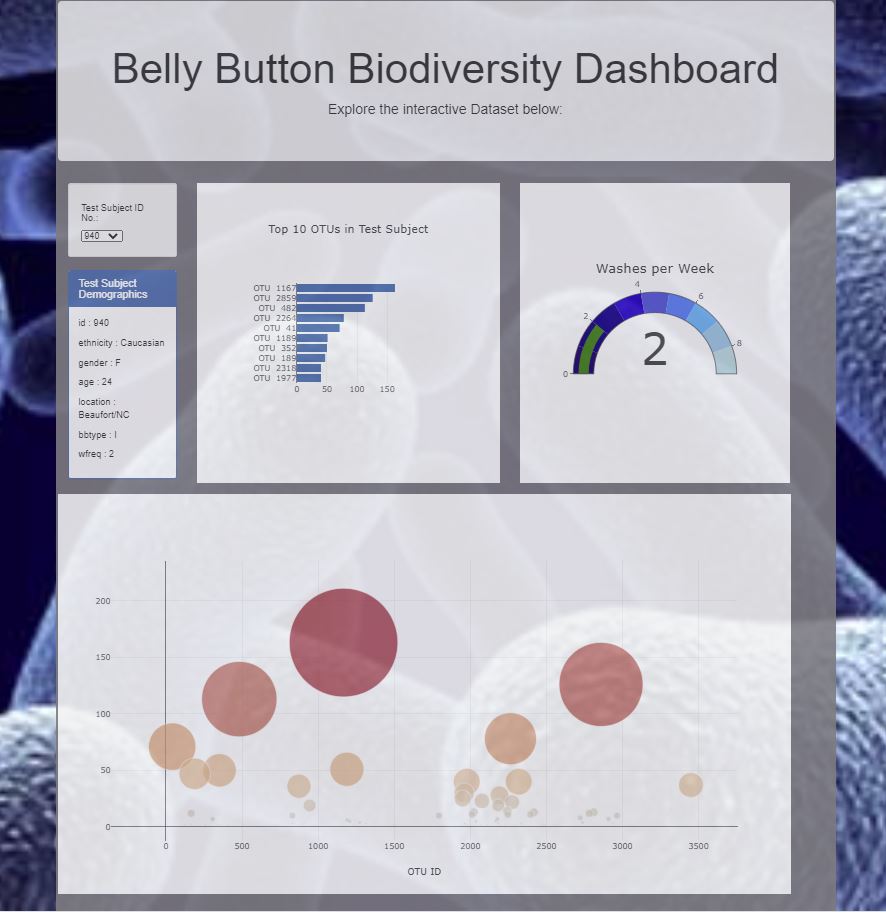 Belly Button Biodiversity Dashboard
Explore the interactive Dataset below:
Test Subject ID
No.:
940
Test Subject
Demographics
id : 940
ethnicity : Caucasian
gender : F
age : 24
location :
Beaufort/NC
bbtype : I
wfreq : 2
Top 10 OTUs in Test Subject
OTU 1167
OTU 2859
OTU 482
OTU 2264
OTU 41
OTU 1189
OTU 352
OTU 189
OTU 2318
OTU 1977
0 50 100 150
Washes per Week
0
2
4
6
8
2
200
150
100
50
0
0 500 1000 1500 2000 2500 3000 3500
OTU ID